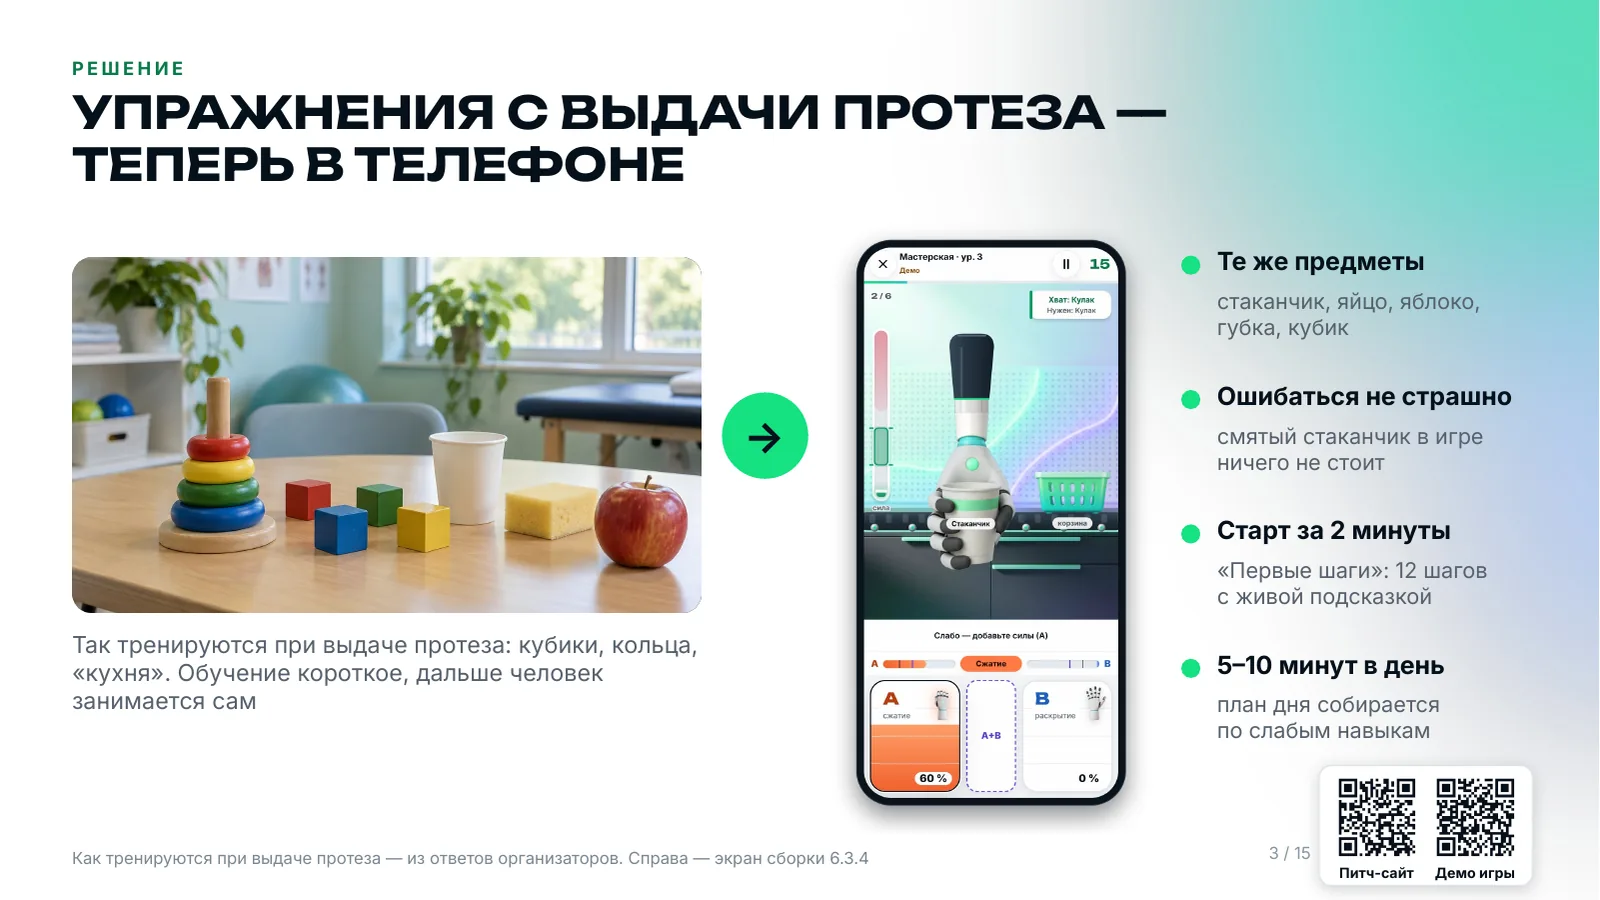 РЕШЕНИЕ
УПРАЖНЕНИЯ С ВЫДАЧИ ПРОТЕЗА —
ТЕПЕРЬ В ТЕЛЕФОНЕ
Так тренируются при выдаче протеза: кубики, кольца,
«кухня». Обучение короткое, дальше человек
занимается сам
Мастерская · ур. 3
Демо
15
2 / 6
Хват: Кулак
Нужен: Кулак
сила
Стаканчик
корзина
Слабо — добавьте силы (A)
A
Сжатие
B
A
сжатие
60 %
A+B
B
раскрытие
0 %
Те же предметы
стаканчик, яйцо, яблоко,
губка, кубик
Ошибаться не страшно
смятый стаканчик в игре
ничего не стоит
Старт за 2 минуты
«Первые шаги»: 12 шагов
с живой подсказкой
5–10 минут в день
план дня собирается
по слабым навыкам
Как тренируются при выдаче протеза — из ответов организаторов. Справа — экран сборки 6.3.4
3 / 15
Питч-сайт
Демо игры